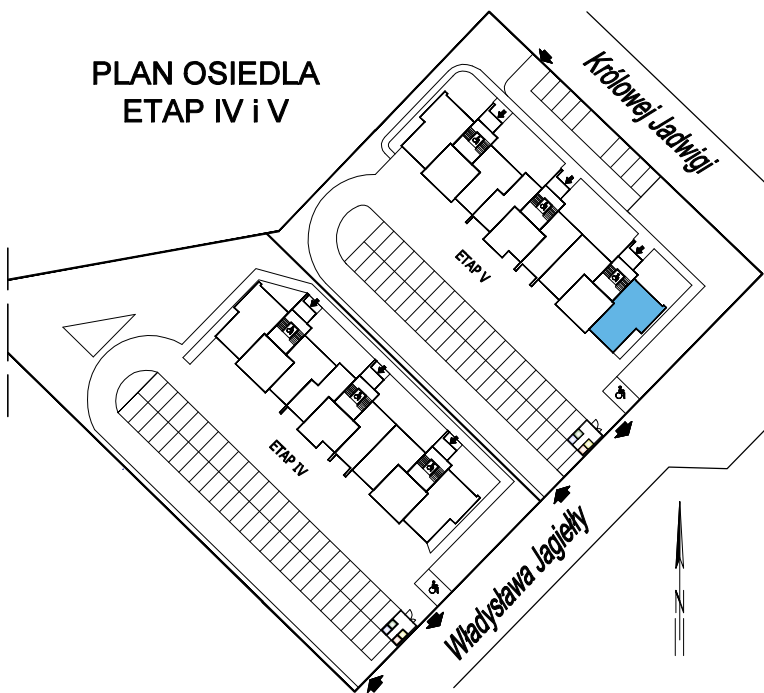 PLAN OSIEDLA
ETAP IV i V
Królowej Jadwigi
ETAP V
ETAP IV
Władysława Jagiełły
N